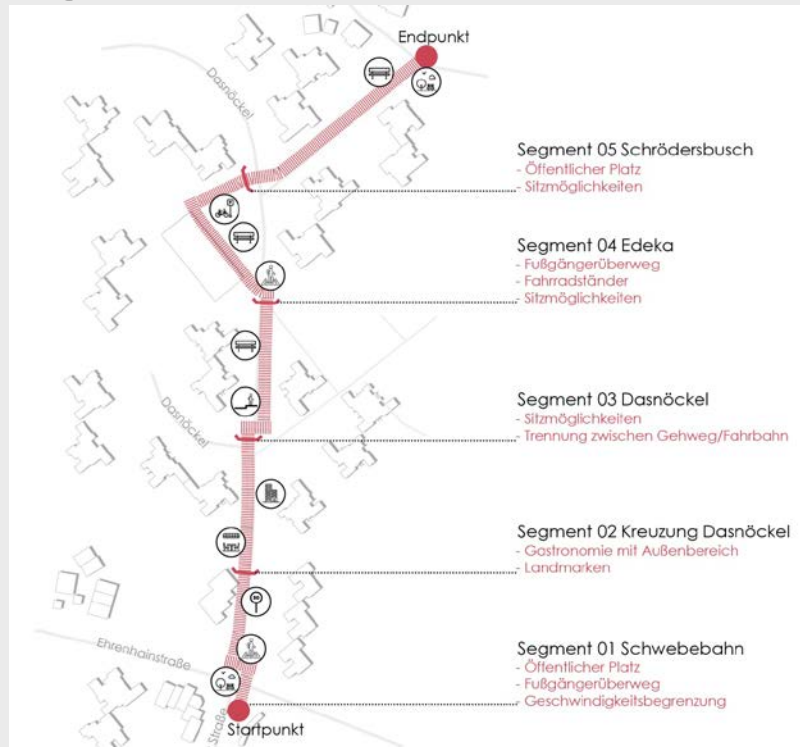 Endpunkt
Dasnöckel
Segment 05 Schrödersbusch
- Öffentlicher Platz
- Sitzmöglichkeiten
Segment 04 Edeka
- Fußgängerüberweg
- Fahrradständer
- Sitzmöglichkeiten
Segment 03 Dasnöckel
- Sitzmöglichkeiten
- Trennung zwischen Gehweg/Fahrbahn
Dasnöckel
Segment 02 Kreuzung Dasnöckel
- Gastronomie mit Außenbereich
- Landmarken
Ehrenhainstraße
Segment 01 Schwebebahn
- Öffentlicher Platz
- Fußgängerüberweg
- Geschwindigkeitsbegrenzung
Straße
Startpunkt